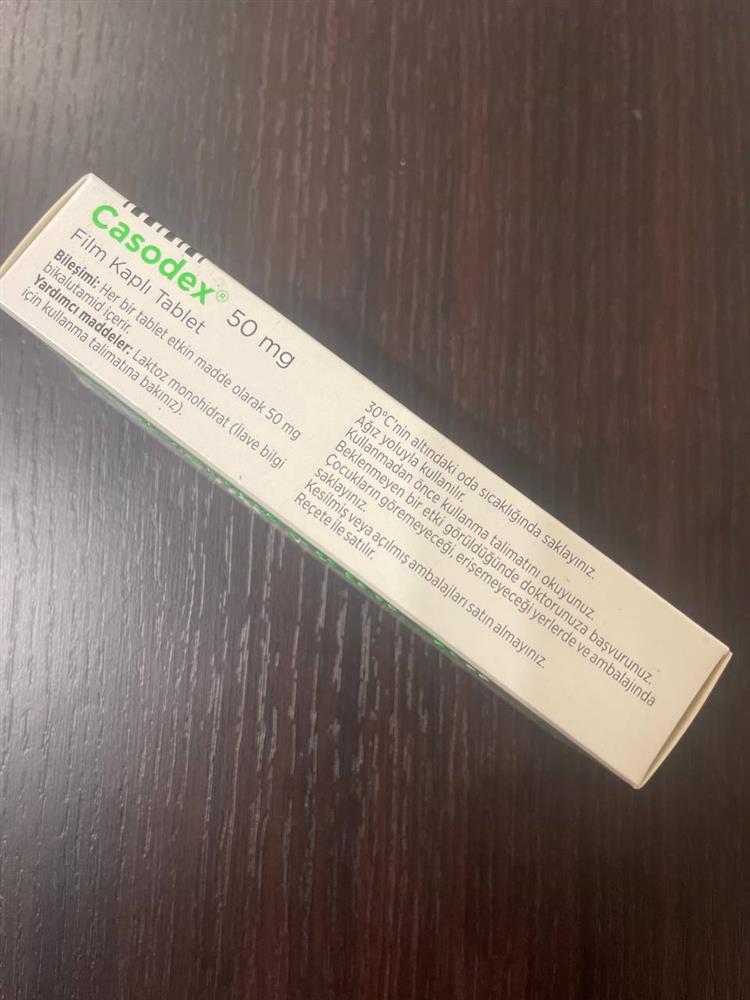 Casodex® 50 mg
Film Kaplı Tablet
Bileşimi: Her bir tablet etkin madde olarak 50 mg
bikalutamid içerir.
Yardımcı maddeler: Laktoz monohidrat (İlave bilgi
için kullanma talimatına bakınız).
30°C'nin altındaki oda sıcaklığında saklayınız.
Ağız yoluyla kullanılır.
Kullanmadan önce kullanma talimatını okuyunuz.
Beklenmeyen bir etki görüldüğünde doktorunuza başvurunuz.
Çocukların göremeyeceği, erişemeyeceği yerlerde ve ambalajında
saklayınız.
Kesilmiş veya açılmış ambalajları satın almayınız.
Reçete ile satılır.